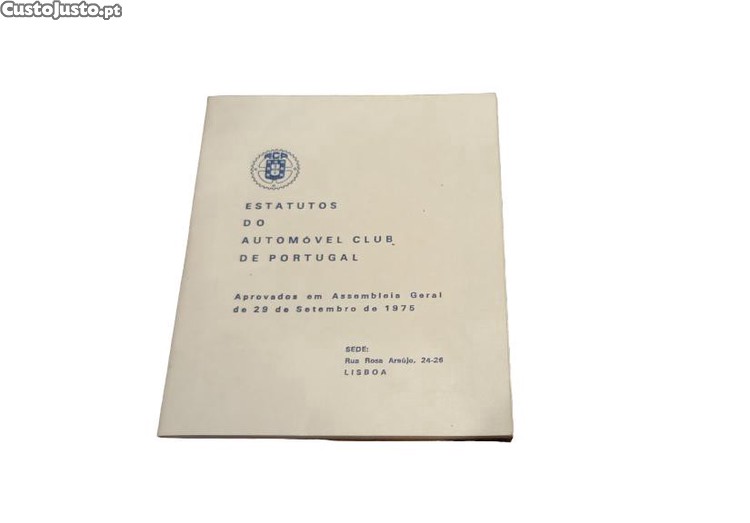 CustoJusto.pt
ACP
ESTATUTOS
DO
AUTOMÓVEL CLUB
DE PORTUGAL
Aprovados em Assembleia Geral
de 29 de Setembro de 1975
SEDE:
Rua Rosa Araújo, 24-26
LISBOA